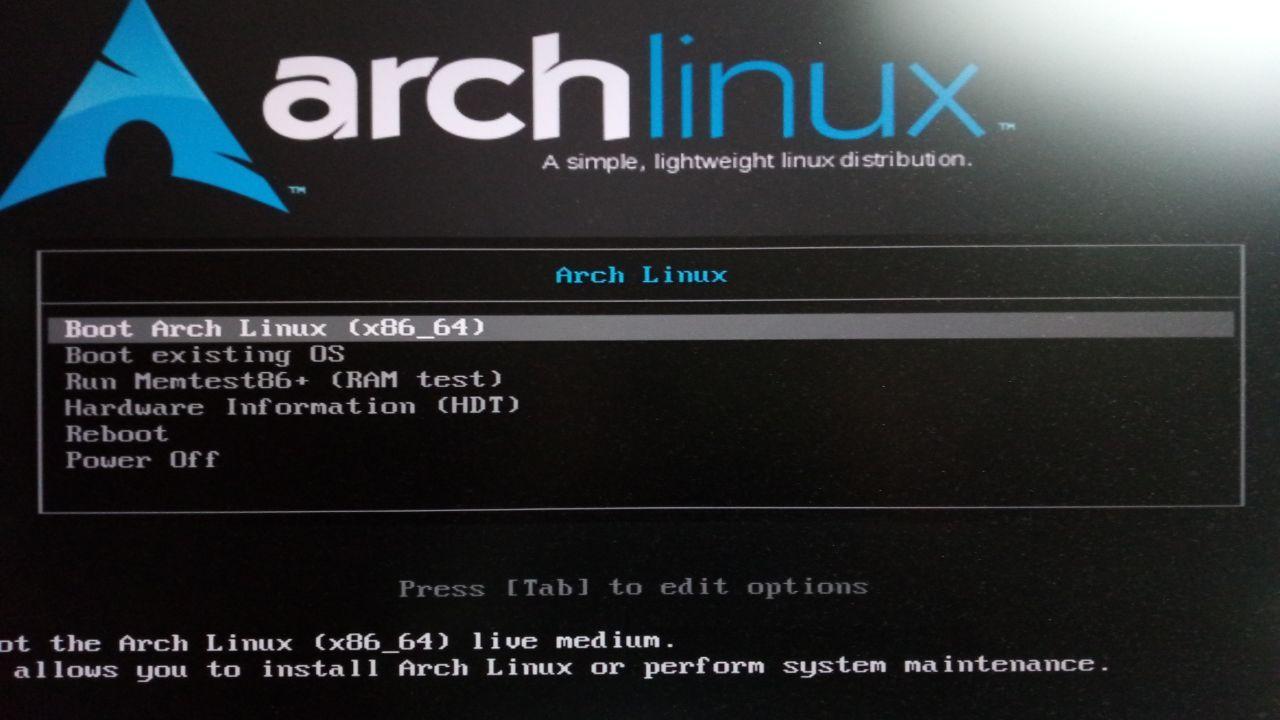 archlinux™
A simple, lightweight linux distribution.
™
Arch Linux
Boot Arch Linux (x86_64)
Boot existing OS
Run Memtest86+ (RAM test)
Hardware Information (HDT)
Reboot
Power Off
Press [Tab] to edit options
ot the Arch Linux (x86_64) live medium.
allows you to install Arch Linux or perform system maintenance.